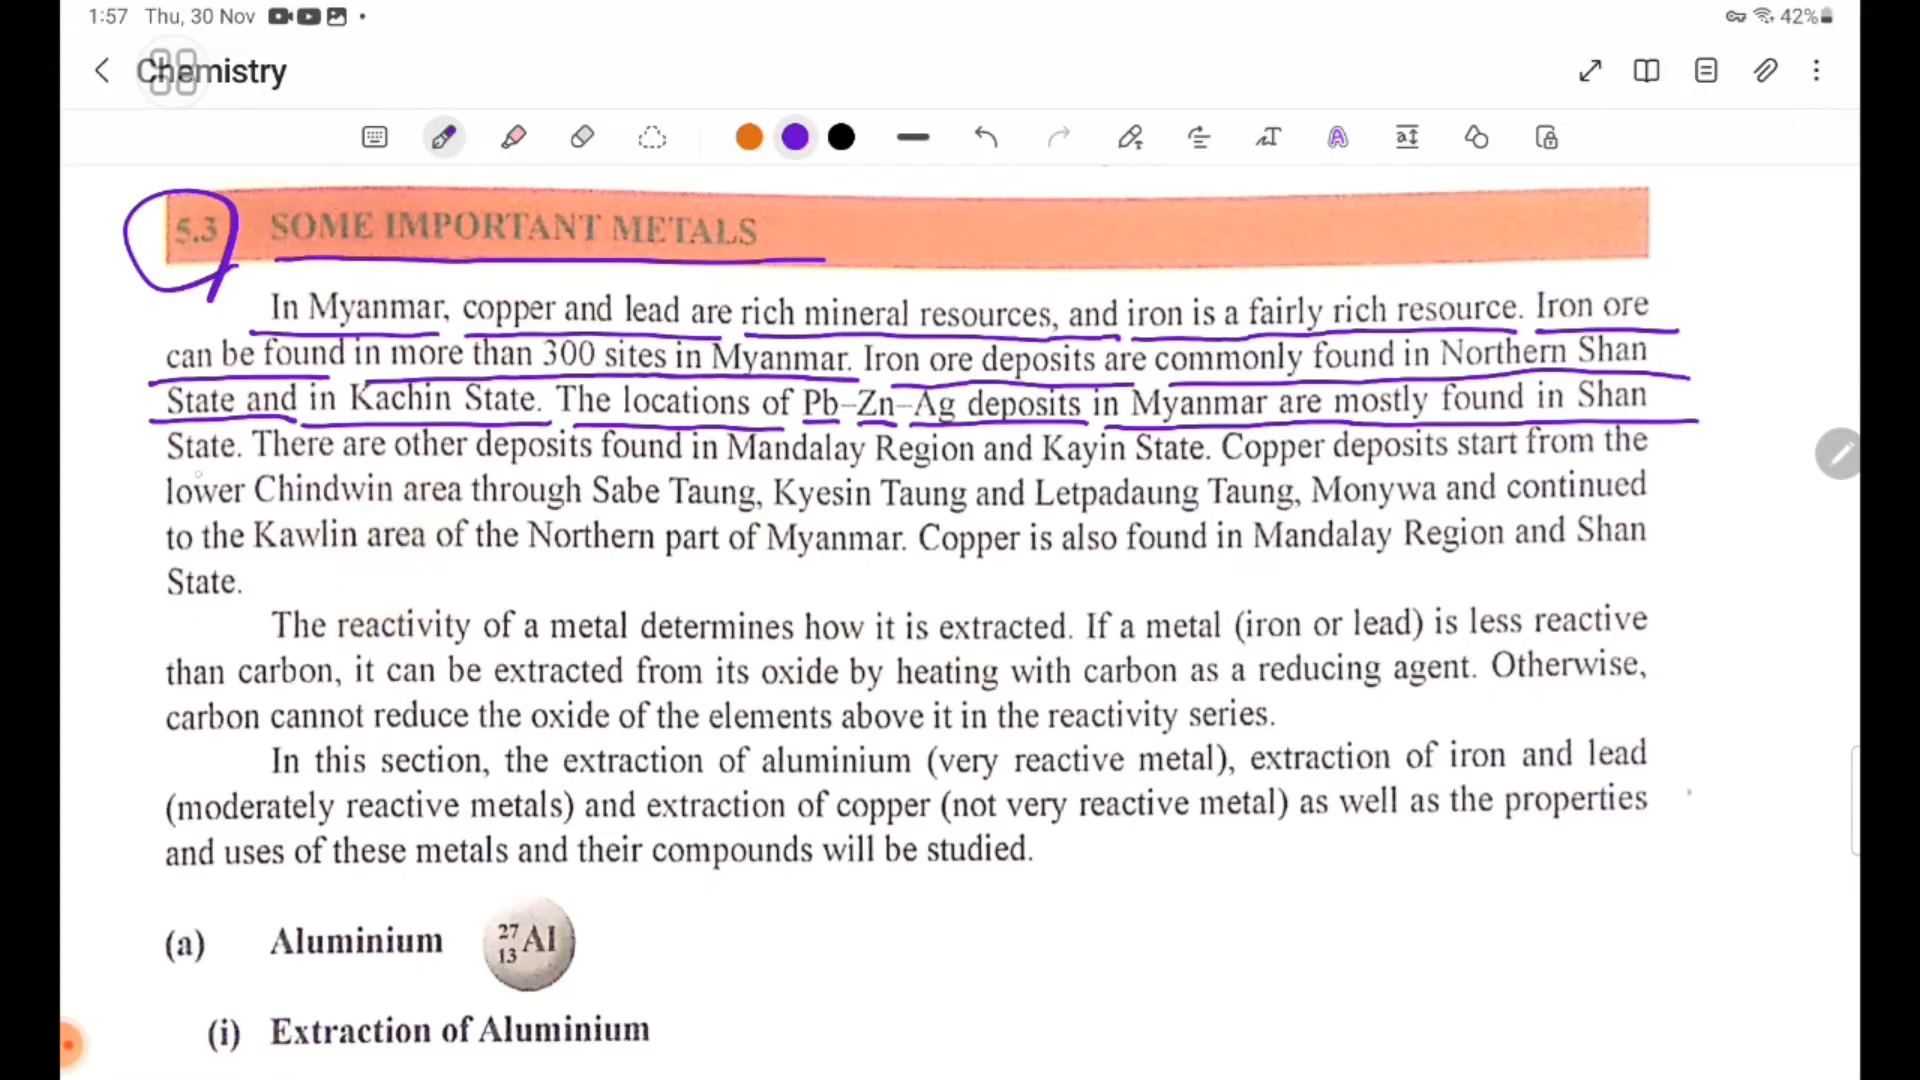 1:57 Thu, 30 Nov
42%
Chemistry
5.3 SOME IMPORTANT METALS
In Myanmar, copper and lead are rich mineral resources, and iron is a fairly rich resource. Iron ore
can be found in more than 300 sites in Myanmar. Iron ore deposits are commonly found in Northern Shan
State and in Kachin State. The locations of Pb–Zn–Ag deposits in Myanmar are mostly found in Shan
State. There are other deposits found in Mandalay Region and Kayin State. Copper deposits start from the
lower Chindwin area through Sabe Taung, Kyesin Taung and Letpadaung Taung, Monywa and continued
to the Kawlin area of the Northern part of Myanmar. Copper is also found in Mandalay Region and Shan
State.
The reactivity of a metal determines how it is extracted. If a metal (iron or lead) is less reactive
than carbon, it can be extracted from its oxide by heating with carbon as a reducing agent. Otherwise,
carbon cannot reduce the oxide of the elements above it in the reactivity series.
In this section, the extraction of aluminium (very reactive metal), extraction of iron and lead
(moderately reactive metals) and extraction of copper (not very reactive metal) as well as the properties
and uses of these metals and their compounds will be studied.
(a) Aluminium 27 13 Al
(i) Extraction of Aluminium